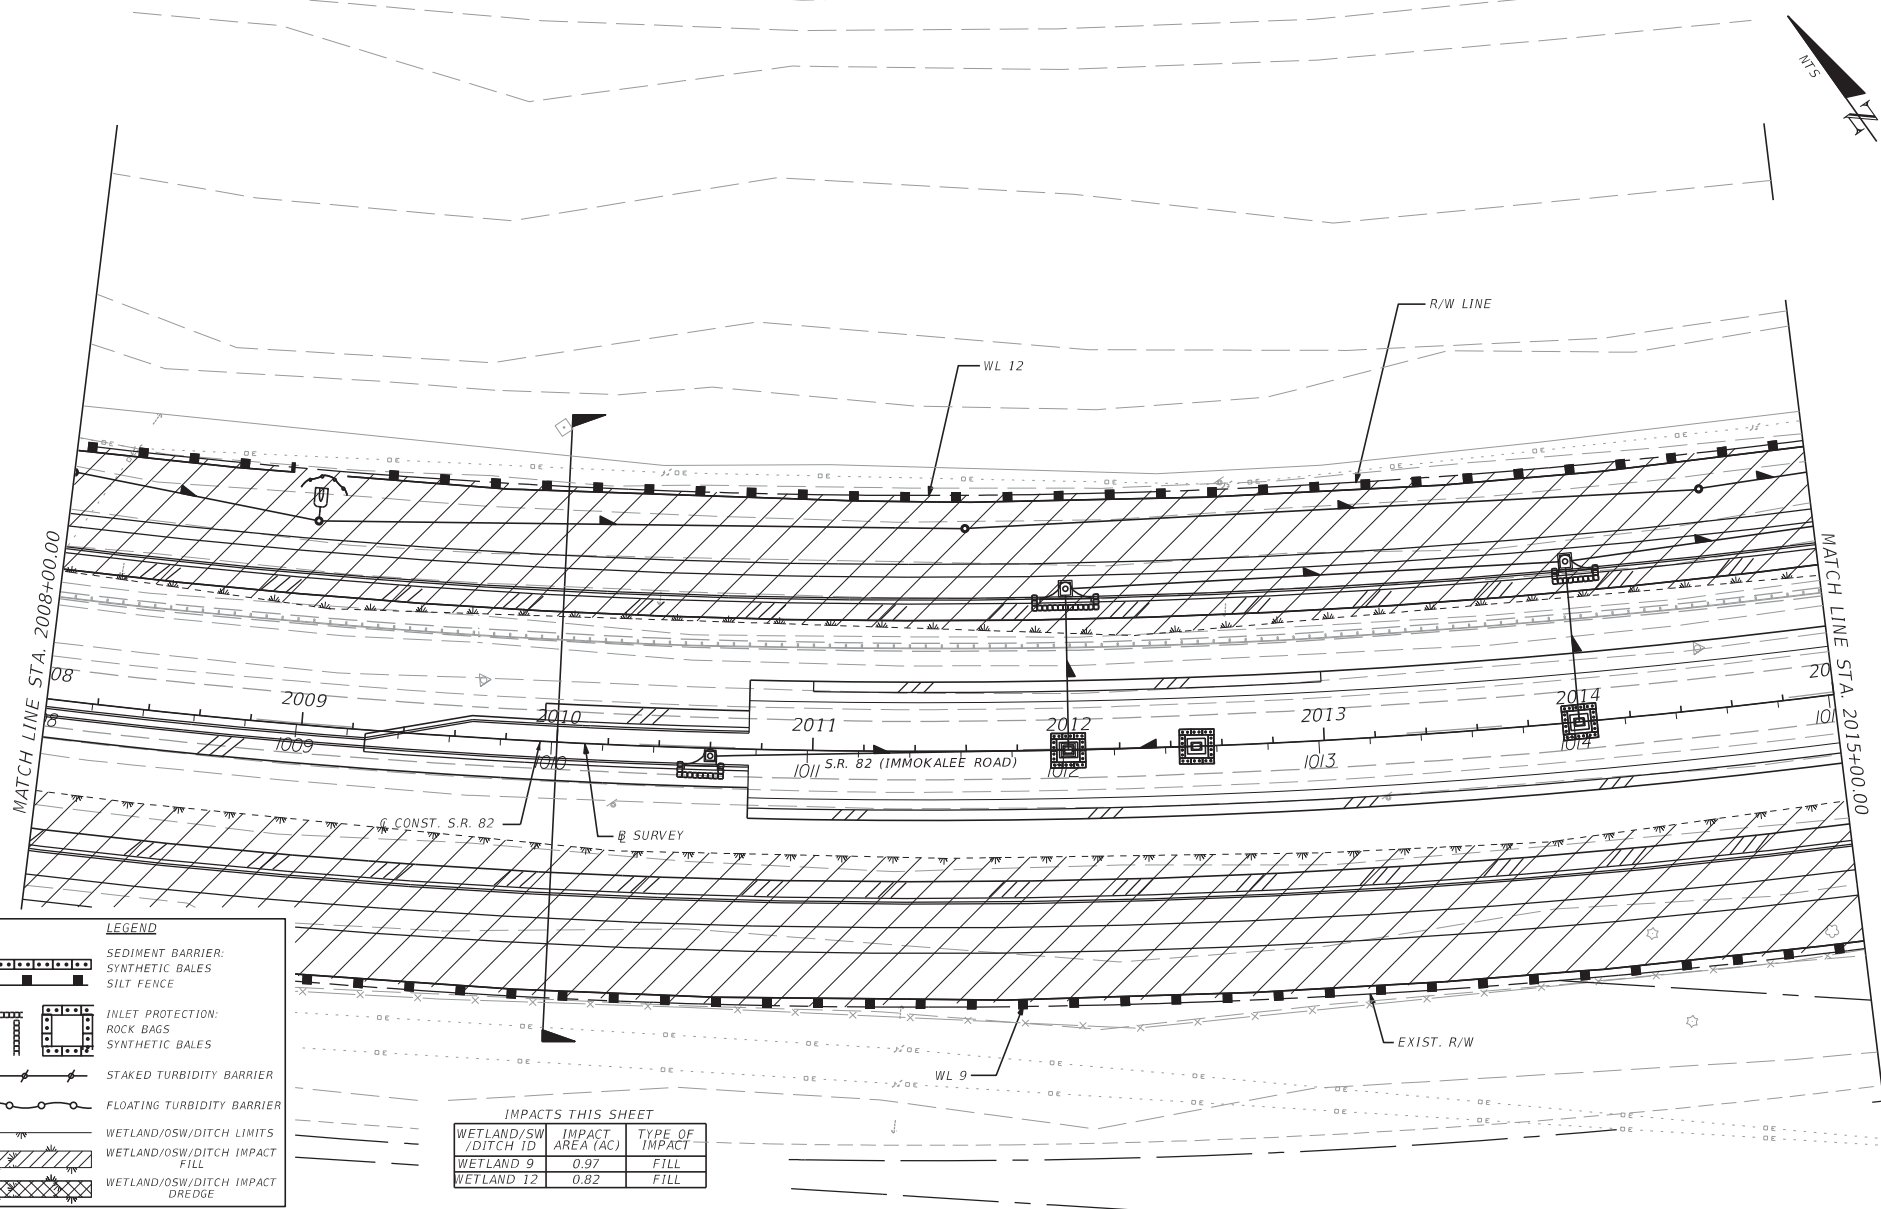 NTS
N
R/W LINE
WL 12
MATCH LINE STA. 2008+00.00
MATCH LINE STA. 2015+00.00
08
2009
2010
2011
2012
2013
2014
20
8
1009
1010
1011
S.R. 82 (IMMOKALEE ROAD)
1012
1013
1014
101
℄ CONST. S.R. 82
B SURVEY
WL 9
EXIST. R/W
LEGEND
SEDIMENT BARRIER:
SYNTHETIC BALES
SILT FENCE
INLET PROTECTION:
ROCK BAGS
SYNTHETIC BALES
STAKED TURBIDITY BARRIER
FLOATING TURBIDITY BARRIER
WETLAND/OSW/DITCH LIMITS
WETLAND/OSW/DITCH IMPACT
FILL
WETLAND/OSW/DITCH IMPACT
DREDGE
IMPACTS THIS SHEET
WETLAND/SW IMPACT TYPE OF
/DITCH ID AREA (AC) IMPACT
WETLAND 9 0.97 FILL
WETLAND 12 0.82 FILL